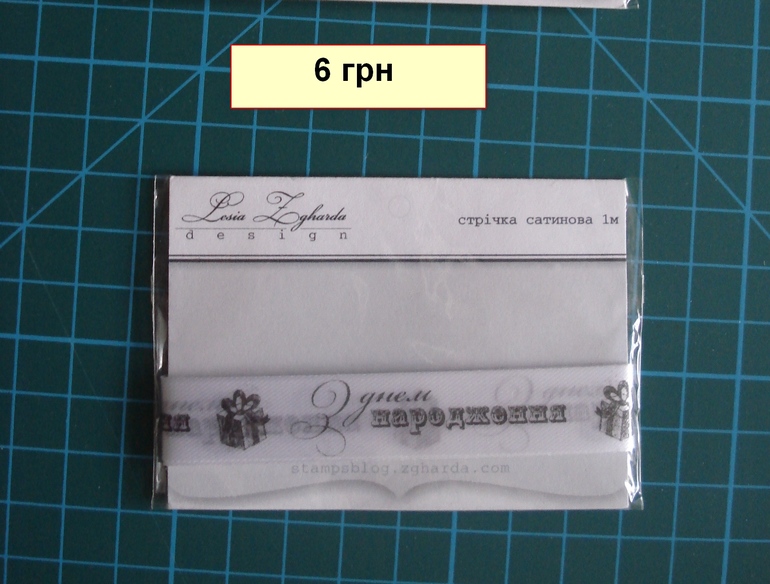 6 грн
Lesia Zgharda
design
стрічка сатинова 1м
З днем
народження
stampsblog.zgharda.com